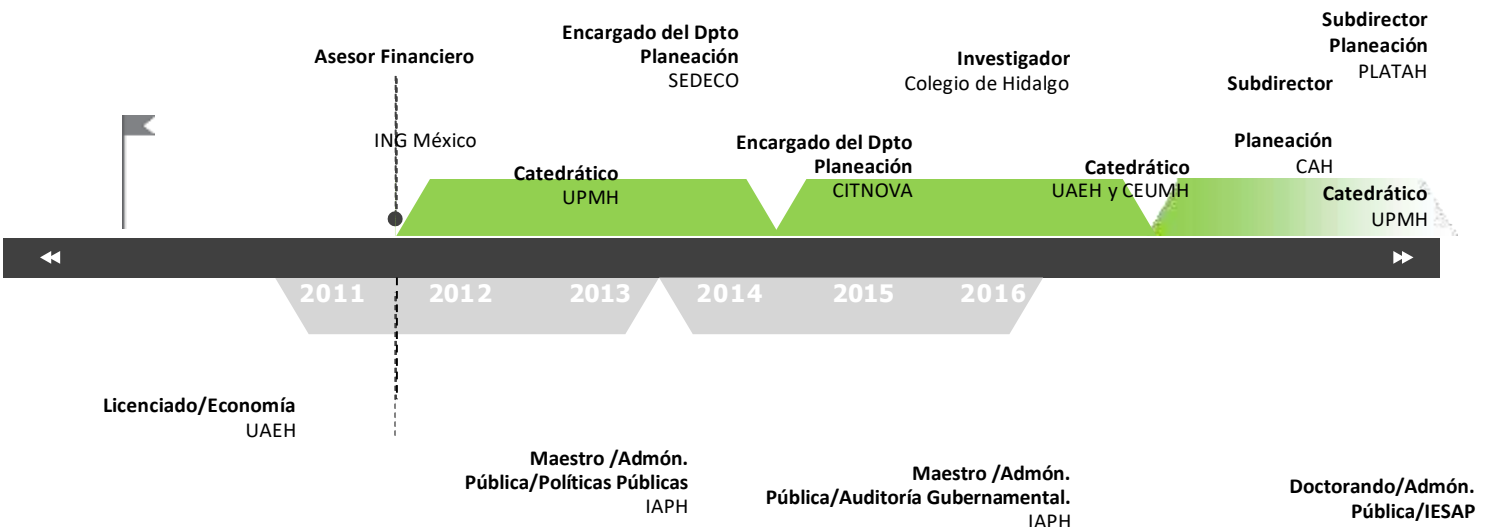 Asesor Financiero
ING México
Encargado del Dpto
Planeación
SEDECO
Investigador
Colegio de Hidalgo
Subdirector
Planeación
PLATAH
Subdirector
Planeación
CAH
Catedrático
UPMH
Encargado del Dpto
Planeación
CITNOVA
Catedrático
UAEH y CEUMH
Catedrático
UPMH
2011 2012 2013 2014 2015 2016
Licenciado/Economía
UAEH
Maestro /Admón.
Pública/Políticas Públicas
IAPH
Maestro /Admón.
Pública/Auditoría Gubernamental.
IAPH
Doctorando/Admón.
Pública/IESAP